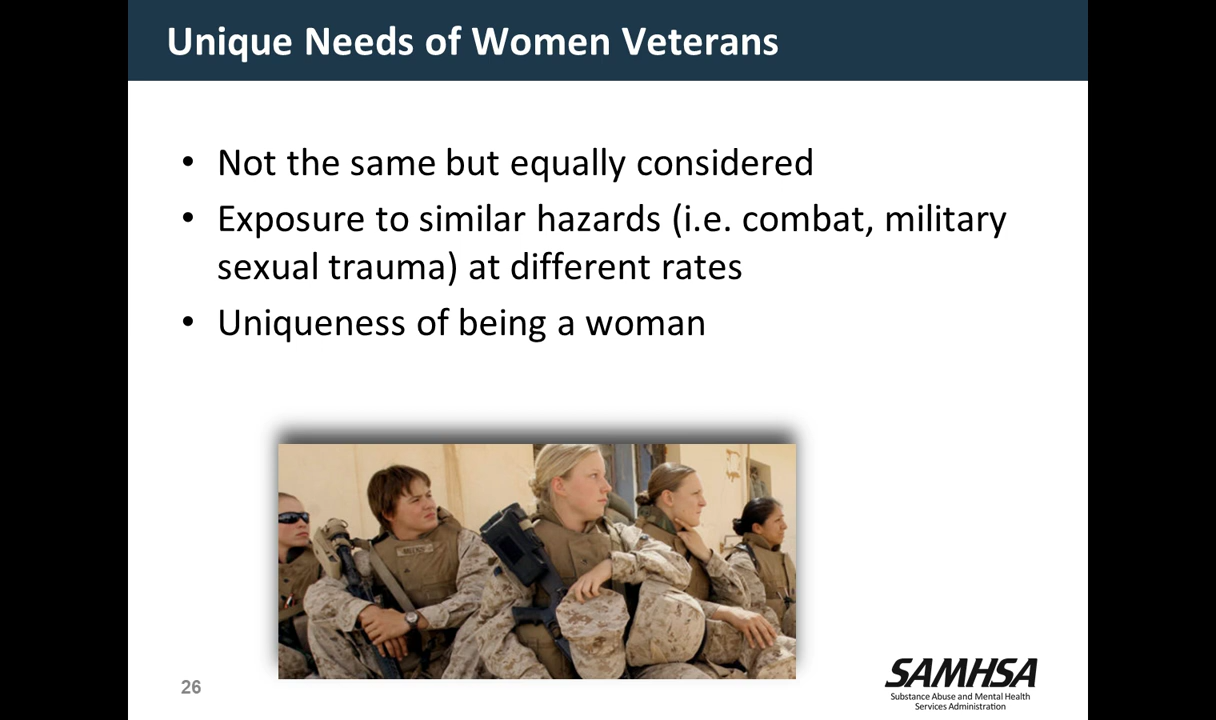 Unique Needs of Women Veterans
• Not the same but equally considered
• Exposure to similar hazards (i.e. combat, military
sexual trauma) at different rates
• Uniqueness of being a woman
26
SAMHSA
Substance Abuse and Mental Health
Services Administration